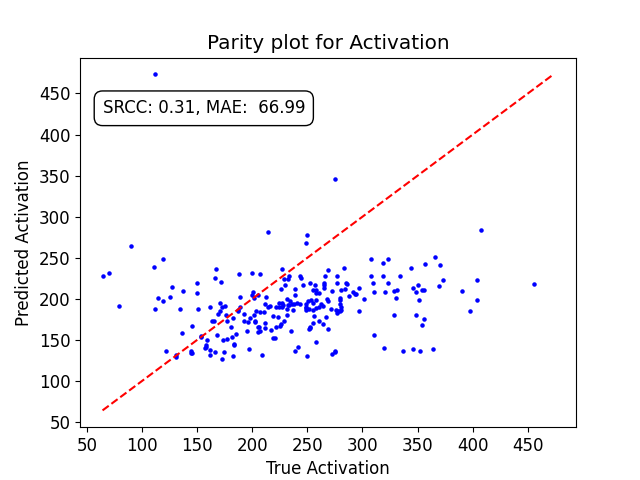 Parity plot for Activation
SRCC: 0.31, MAE:  66.99
Predicted Activation
450
400
350
300
250
200
150
100
50
50 100 150 200 250 300 350 400 450
True Activation